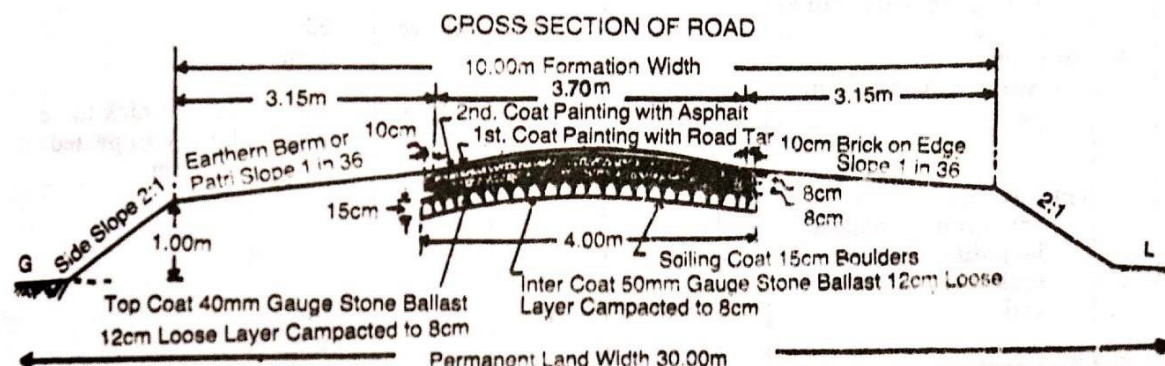 CROSS SECTION OF ROAD
10.00m Formation Width
3.15m 3.70m 3.15m
2nd. Coat Painting with Asphait
10cm 1st. Coat Painting with Road Tar 10cm Brick on Edge
Slope 1 in 36
Earthern Berm or
Patri Slope 1 in 36
Side Slope 2:1
2:1
15cm
8cm
8cm
1.00m
4.00m
G
L
Soiling Coat 15cm Boulders
Inter Coat 50mm Gauge Stone Ballast 12cm Loose
Layer Campacted to 8cm
Top Coat 40mm Gauge Stone Ballast
12cm Loose Layer Campacted to 8cm
Permanent Land Width 30.00m